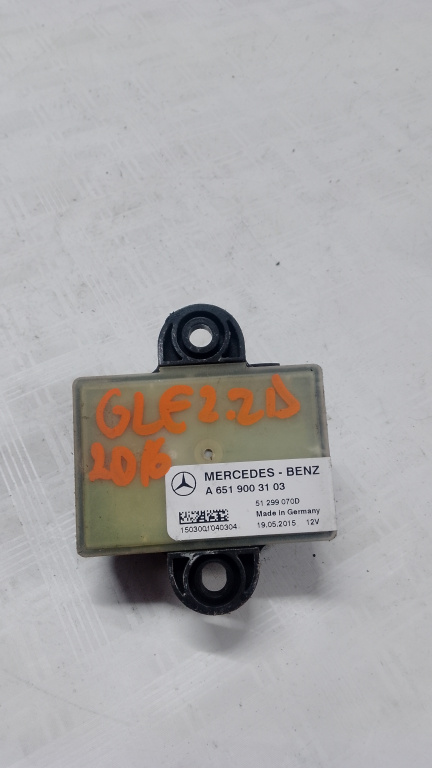 GLE 2.2D
2016
MERCEDES - BENZ
A 651 900 31 03
51 299 070D
Made in Germany
1503001040304
19.05.2015 12V